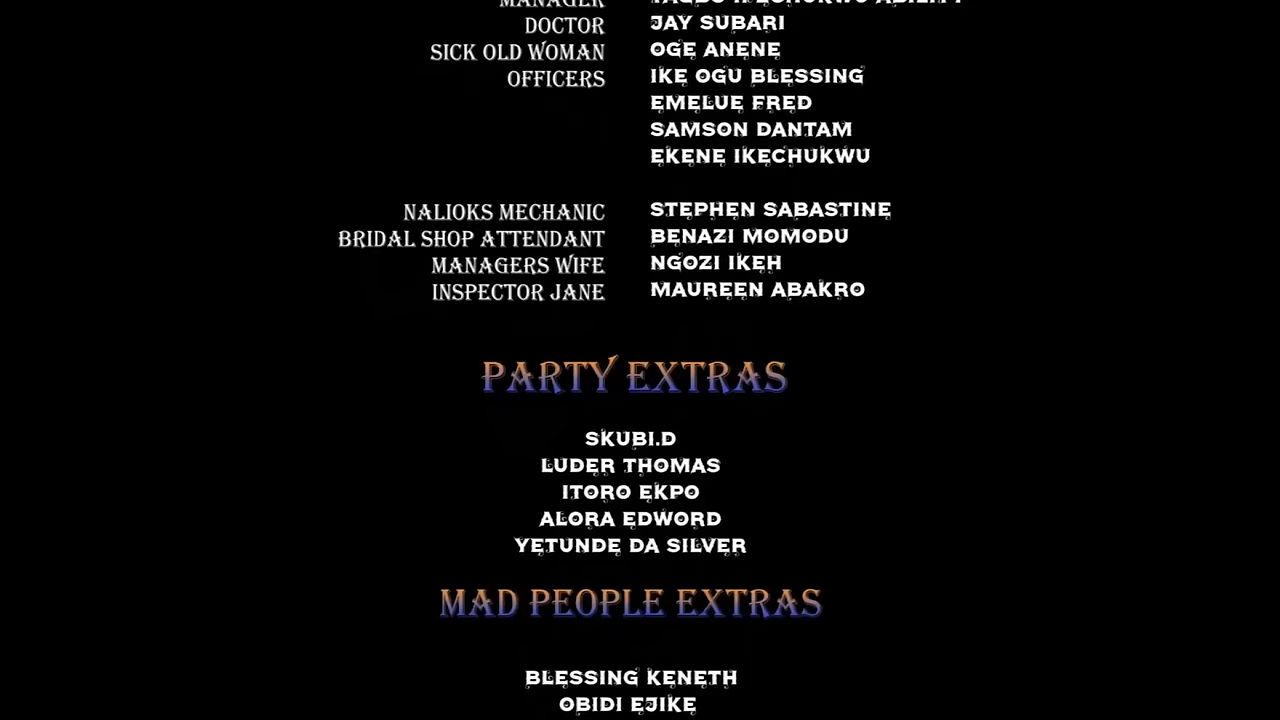 MANAGER
DOCTOR JAY SUBARI
SICK OLD WOMAN OGE ANENE
OFFICERS IKE OGU BLESSING
EMELUE FRED
SAMSON DANTAM
EKENE IKECHUKWU
NALIOKS MECHANIC STEPHEN SABASTINE
BRIDAL SHOP ATTENDANT BENAZI MOMODU
MANAGERS WIFE NGOZI IKEH
INSPECTOR JANE MAUREEN ABAKRO
PARTY EXTRAS
SKUBI.D
LUDER THOMAS
ITORO EKPO
ALORA EDWORD
YETUNDE DA SILVER
MAD PEOPLE EXTRAS
BLESSING KENETH
OBIDI EJIKE